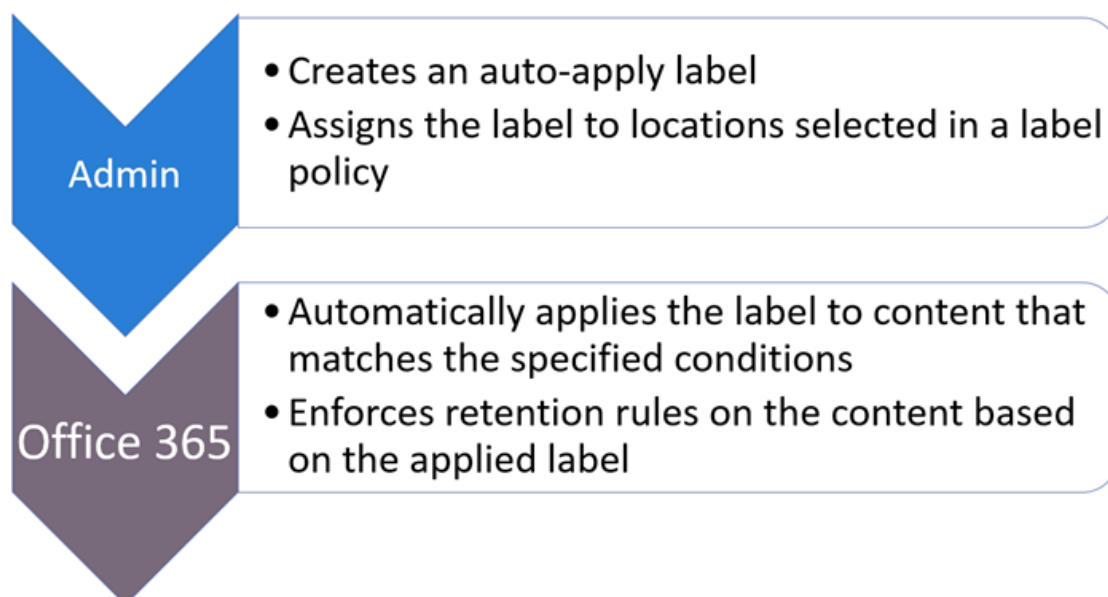 Admin
• Creates an auto-apply label
• Assigns the label to locations selected in a label
policy
Office 365
• Automatically applies the label to content that
matches the specified conditions
• Enforces retention rules on the content based
on the applied label